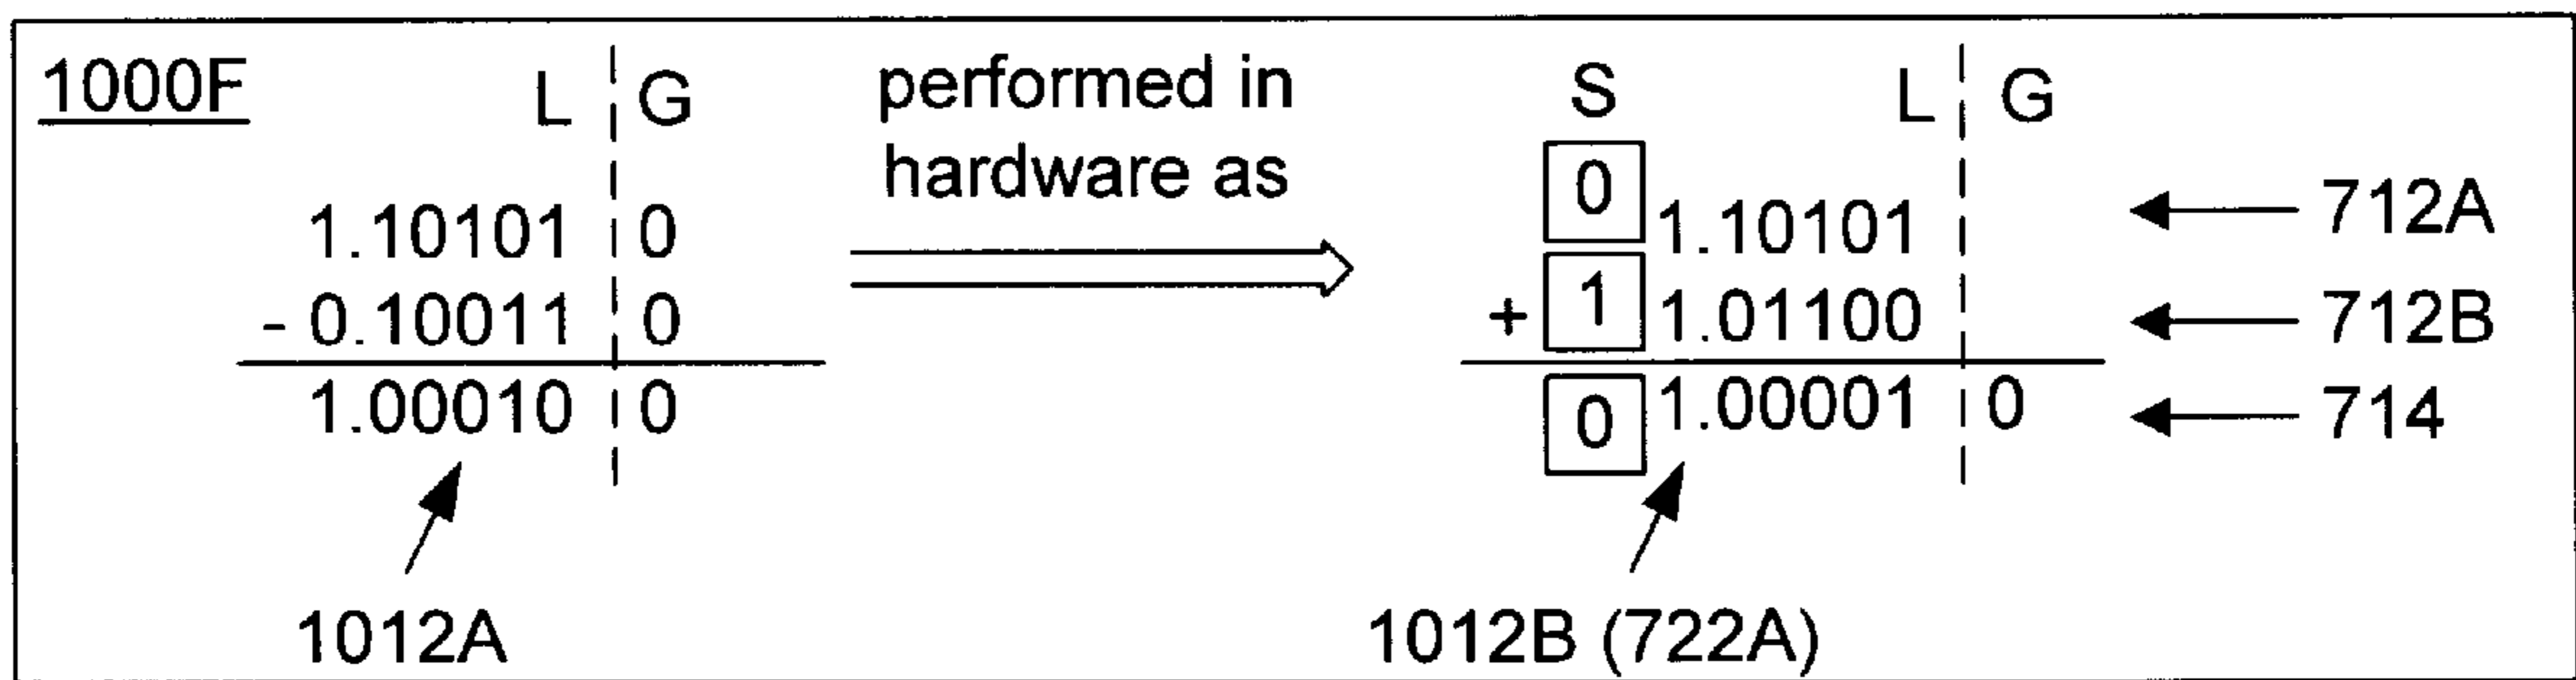 1000F
L G
1.10101 0
- 0.10011 0
1.00010 0
1012A
performed in
hardware as
S L G
0 1.10101 712A
+ 1 1.01100 712B
0 1.00001 0 714
1012B (722A)